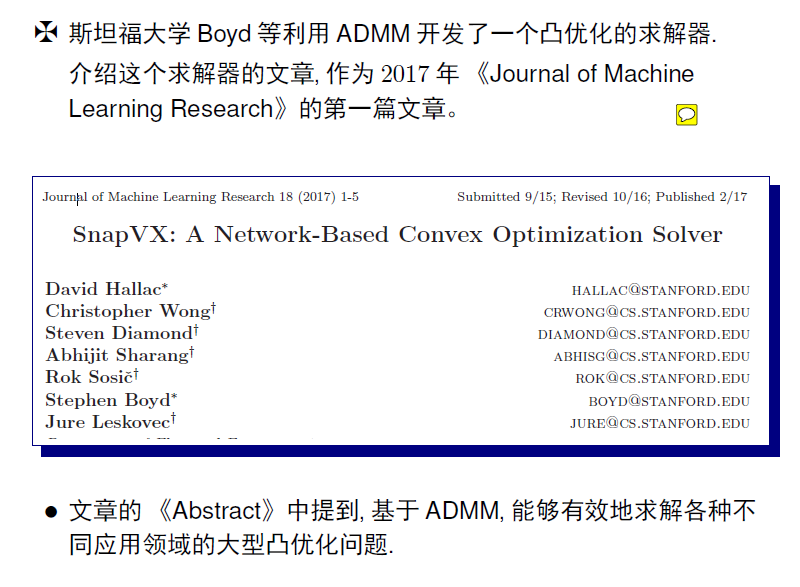 ✠ 斯坦福大学 Boyd 等利用 ADMM 开发了一个凸优化的求解器.
介绍这个求解器的文章, 作为 2017 年 《Journal of Machine
Learning Research》的第一篇文章。
Journal of Machine Learning Research 18 (2017) 1-5 Submitted 9/15; Revised 10/16; Published 2/17
SnapVX: A Network-Based Convex Optimization Solver
David Hallac* HALLAC@STANFORD.EDU
Christopher Wong† CRWONG@CS.STANFORD.EDU
Steven Diamond† DIAMOND@CS.STANFORD.EDU
Abhijit Sharang† ABHISG@CS.STANFORD.EDU
Rok Sosič† ROK@CS.STANFORD.EDU
Stephen Boyd* BOYD@STANFORD.EDU
Jure Leskovec† JURE@CS.STANFORD.EDU
● 文章的 《Abstract》中提到, 基于 ADMM, 能够有效地求解各种不
同应用领域的大型凸优化问题.